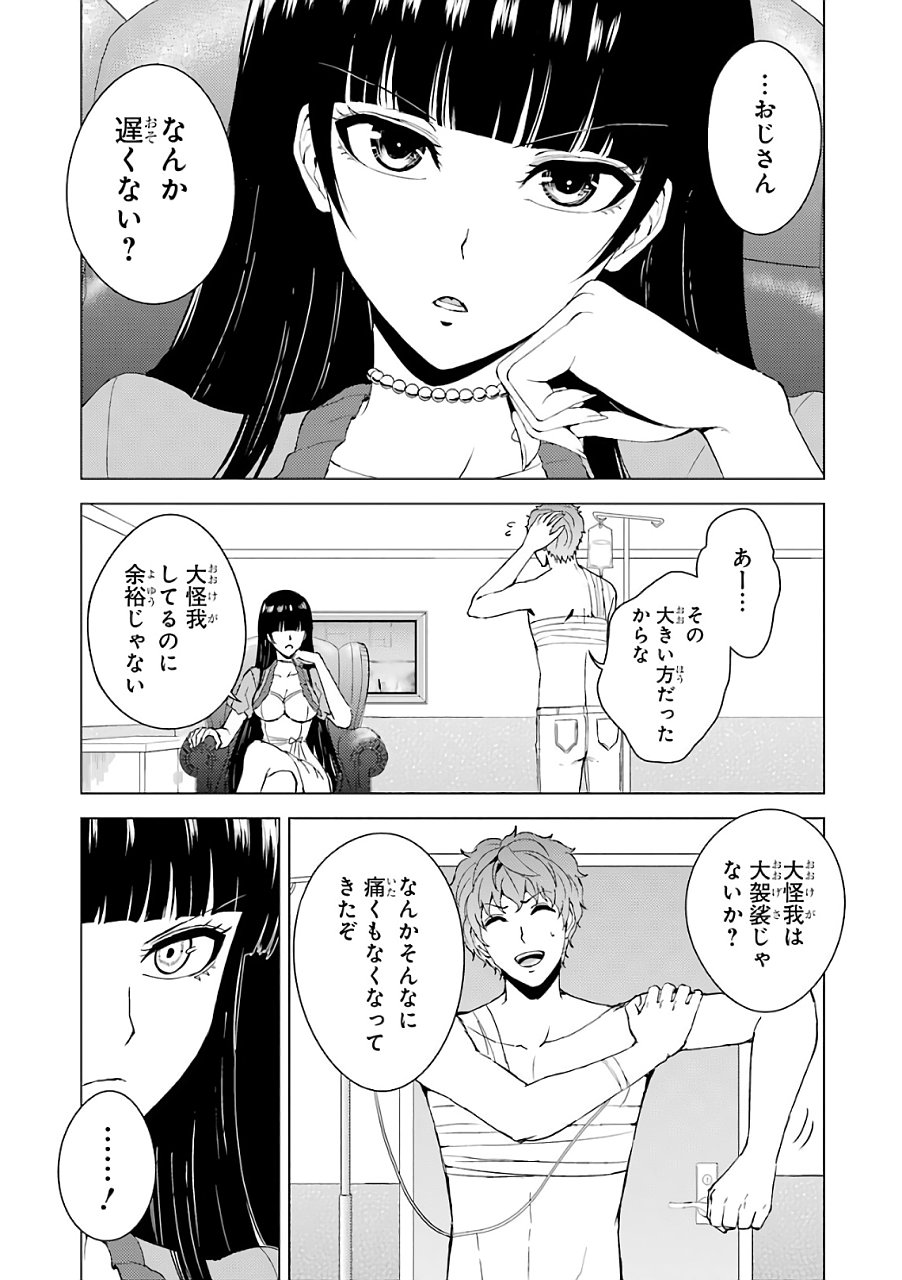 …おじさん
なんか
遅くない？
あー…
その
大きい方だった
からな
大怪我
してるのに
余裕じゃない
大怪我は
大袈裟じゃ
ないか？
なんかそんなに
痛くもなくなって
きたぞ
……！